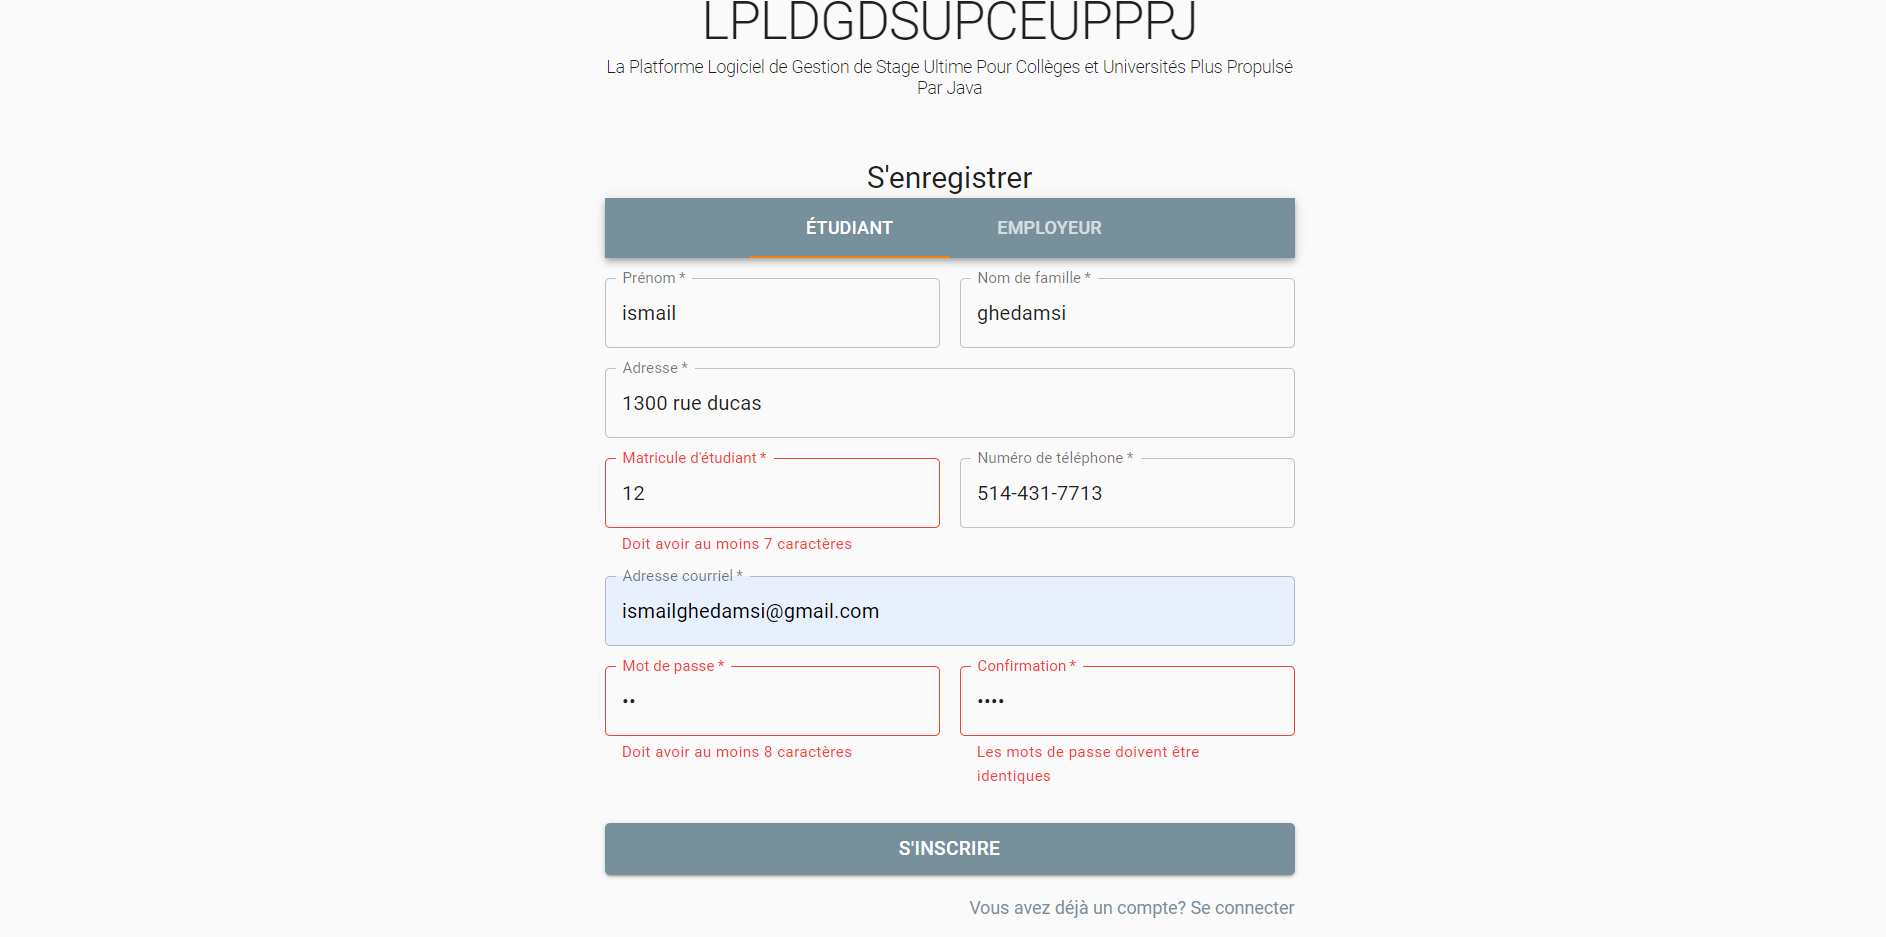 LPLDGDSUPCEUPPPJ
La Platforme Logiciel de Gestion de Stage Ultime Pour Collèges et Universités Plus Propulsé
Par Java
S'enregistrer
ÉTUDIANT EMPLOYEUR
Prénom * Nom de famille *
ismail ghedamsi
Adresse *
1300 rue ducas
Matricule d'étudiant * Numéro de téléphone *
12 514-431-7713
Doit avoir au moins 7 caractères
Adresse courriel *
ismailghedamsi@gmail.com
Mot de passe * Confirmation *
•• ••••
Doit avoir au moins 8 caractères Les mots de passe doivent être
identiques
S'INSCRIRE
Vous avez déjà un compte? Se connecter